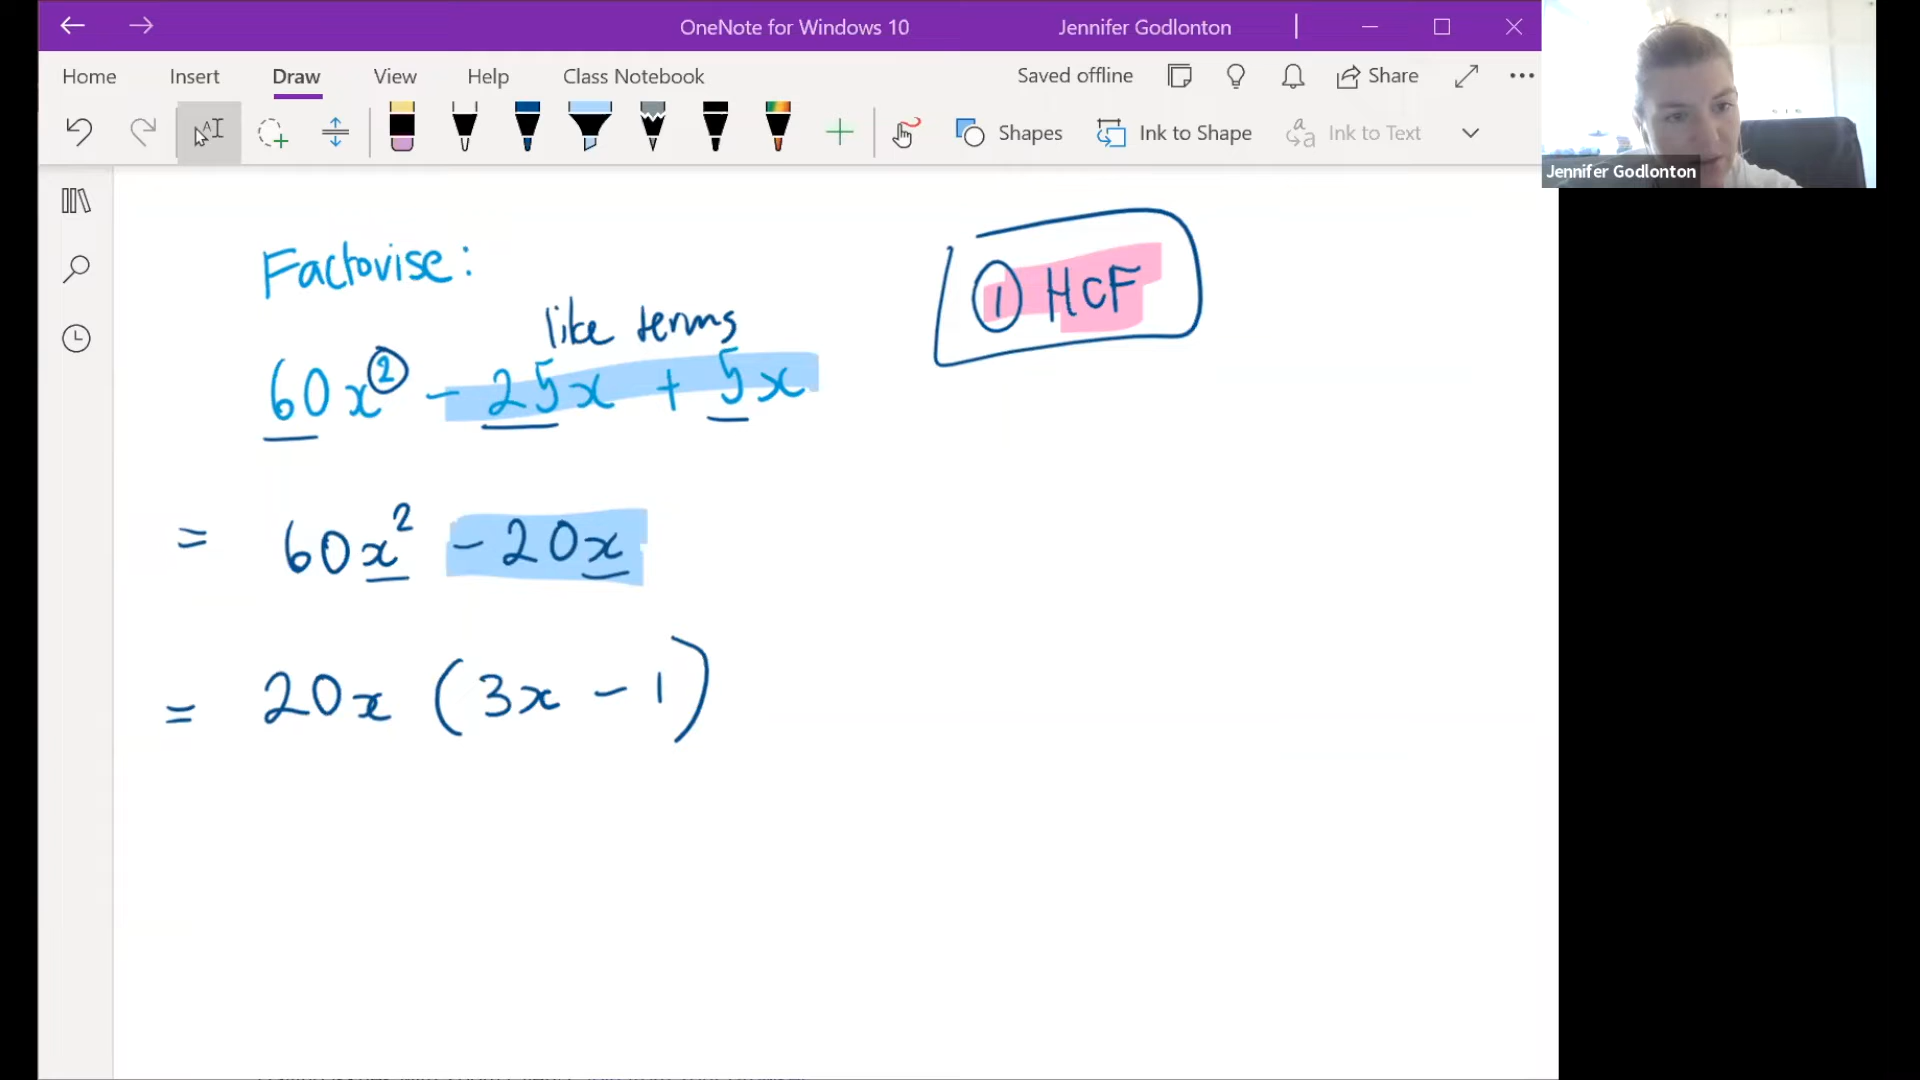 OneNote for Windows 10
Jennifer Godlonton
Home Insert Draw View Help Class Notebook
Saved offline
Share
Shapes
Ink to Shape
Ink to Text
Jennifer Godlonton
Factorise:
① HCF
like terms
60x² - 25x + 5x
= 60x² - 20x
= 20x (3x - 1)